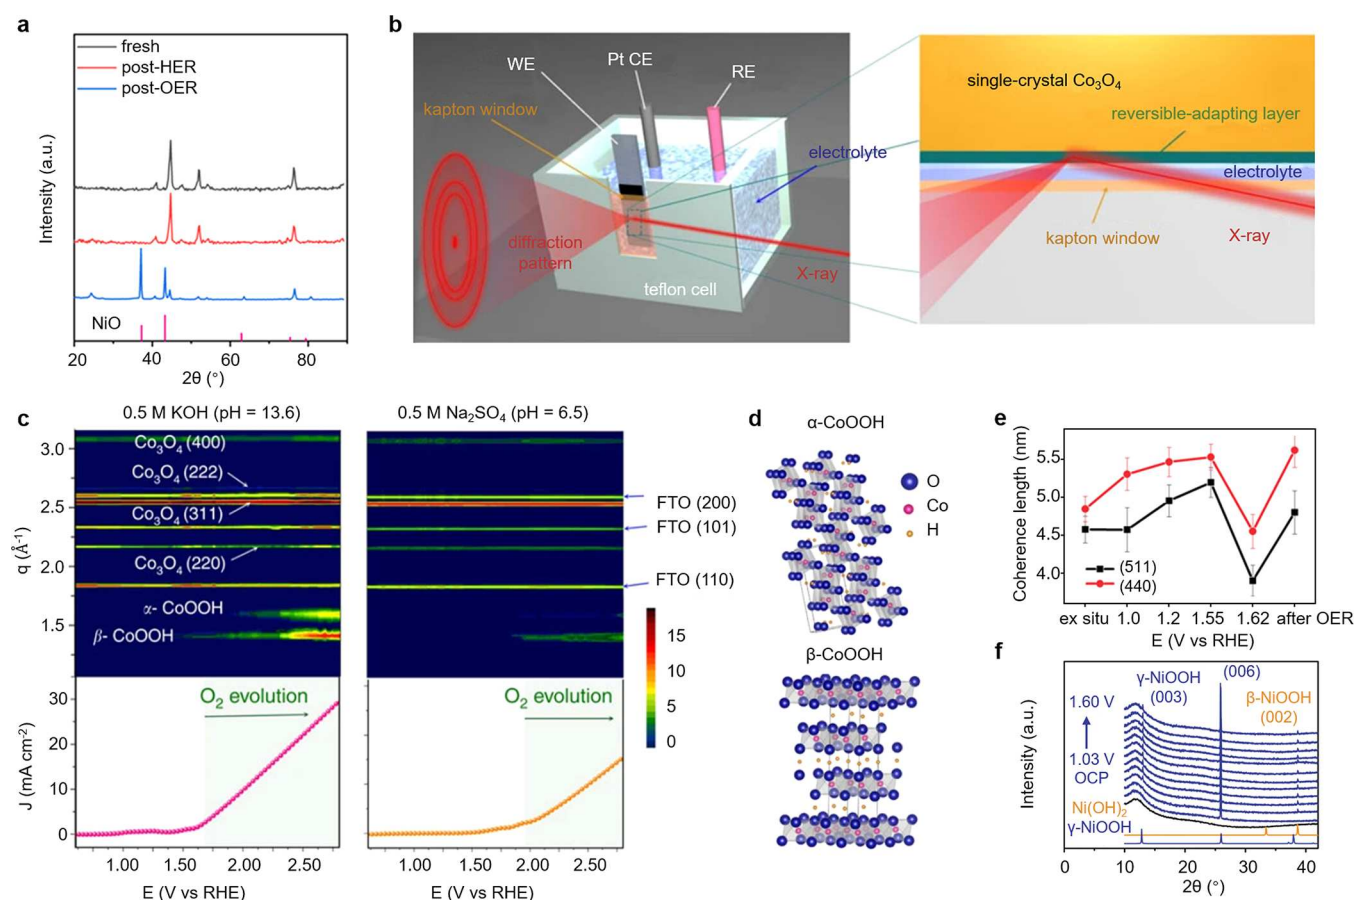 a
fresh
post-HER
post-OER
Intensity (a.u.)
NiO
20
40
60
80
2θ (°)
b
WE
Pt CE
RE
kapton window
electrolyte
diffraction
pattern
teflon cell
X-ray
single-crystal Co₃O₄
reversible-adapting layer
electrolyte
kapton window
X-ray
c
0.5 M KOH (pH = 13.6)
0.5 M Na₂SO₄ (pH = 6.5)
q (Å⁻¹)
3.0
2.5
2.0
1.5
Co₃O₄ (400)
Co₃O₄ (222)
Co₃O₄ (311)
Co₃O₄ (220)
α- CoOOH
β- CoOOH
FTO (200)
FTO (101)
FTO (110)
15
10
5
0
J (mA cm⁻²)
30
20
10
0
O₂ evolution
O₂ evolution
1.00
1.50
2.00
2.50
1.00
1.50
2.00
2.50
E (V vs RHE)
E (V vs RHE)
d
α-CoOOH
O
Co
H
β-CoOOH
e
Coherence length (nm)
5.5
5.0
4.5
4.0
(511)
(440)
ex situ
1.0
1.2
1.55
1.62
after OER
E (V vs RHE)
f
Intensity (a.u.)
γ-NiOOH
(003)
(006)
β-NiOOH
(002)
1.60 V
1.03 V
OCP
Ni(OH)₂
γ-NiOOH
0
10
20
30
40
2θ (°)